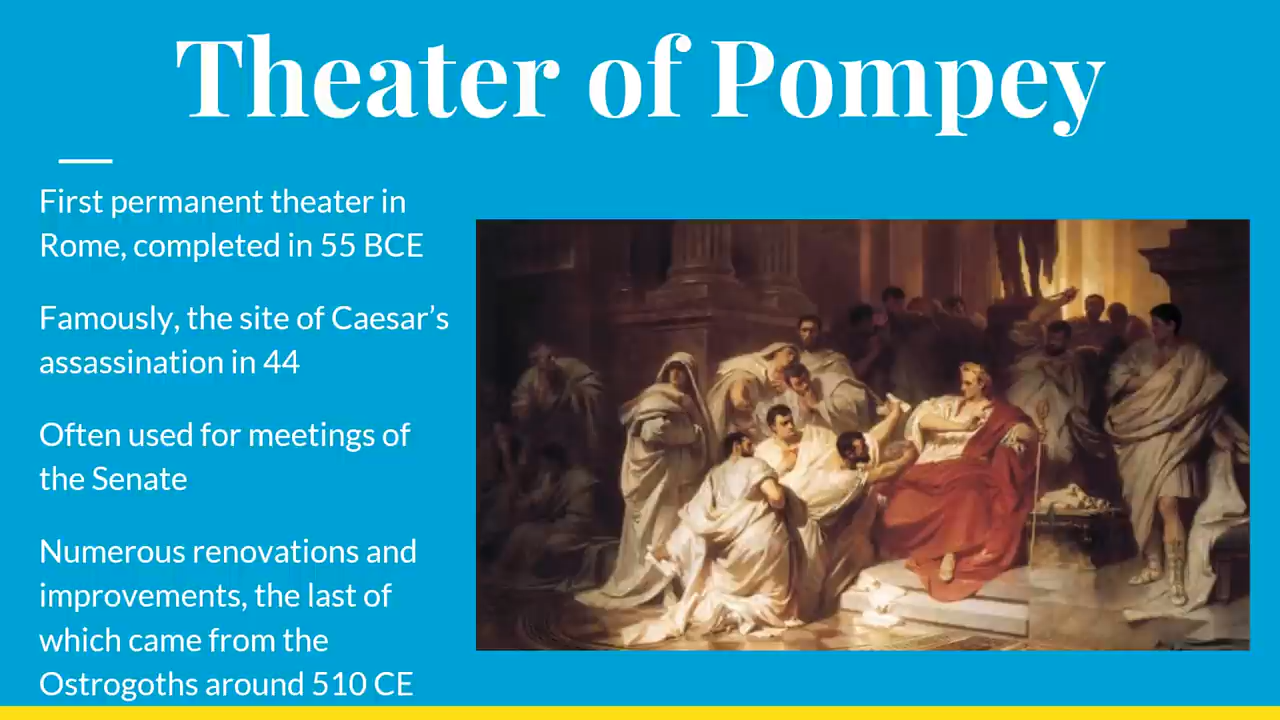 Theater of Pompey
First permanent theater in
Rome, completed in 55 BCE
Famously, the site of Caesar’s
assassination in 44
Often used for meetings of
the Senate
Numerous renovations and
improvements, the last of
which came from the
Ostrogoths around 510 CE